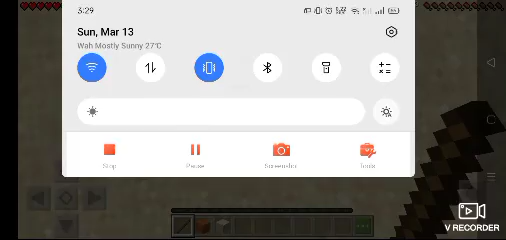 3:29
Sun, Mar 13
Wah Mostly Sunny 27°C
Stop
Pause
Screenshot
Tools
V RECORDER